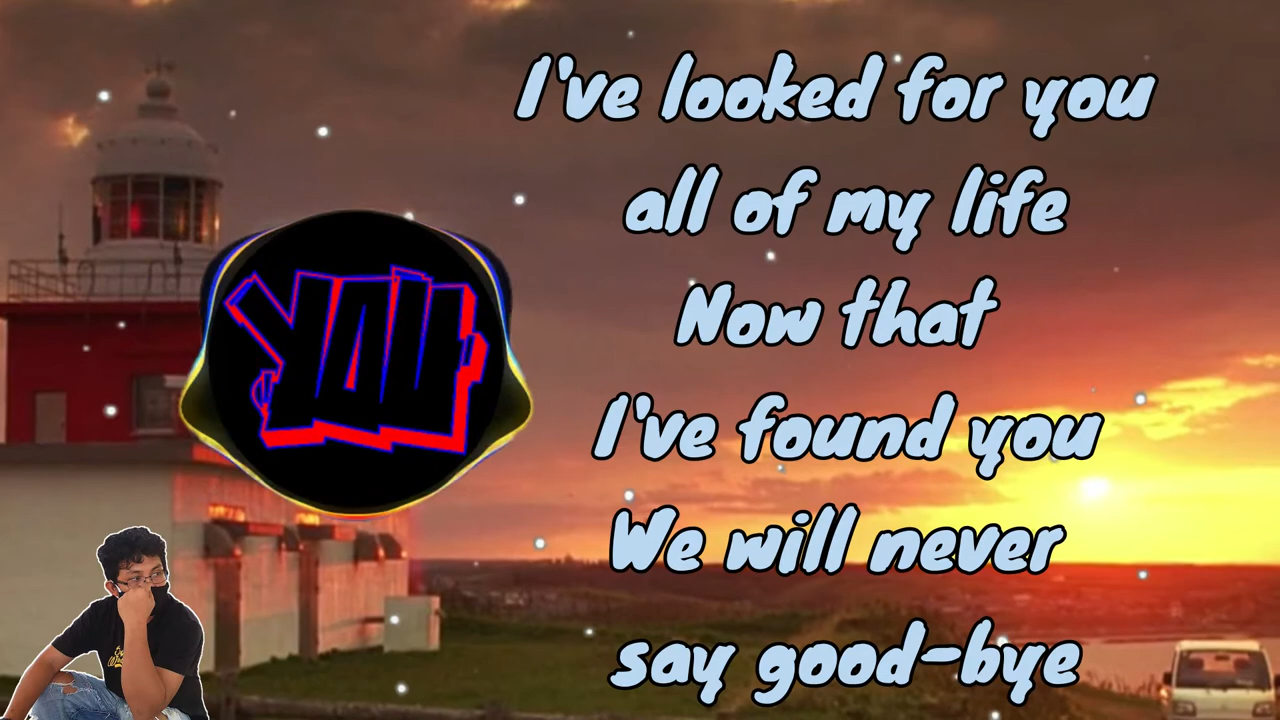 I've looked for you
all of my life
Now that
I've found you
We will never
say good-bye
YOU